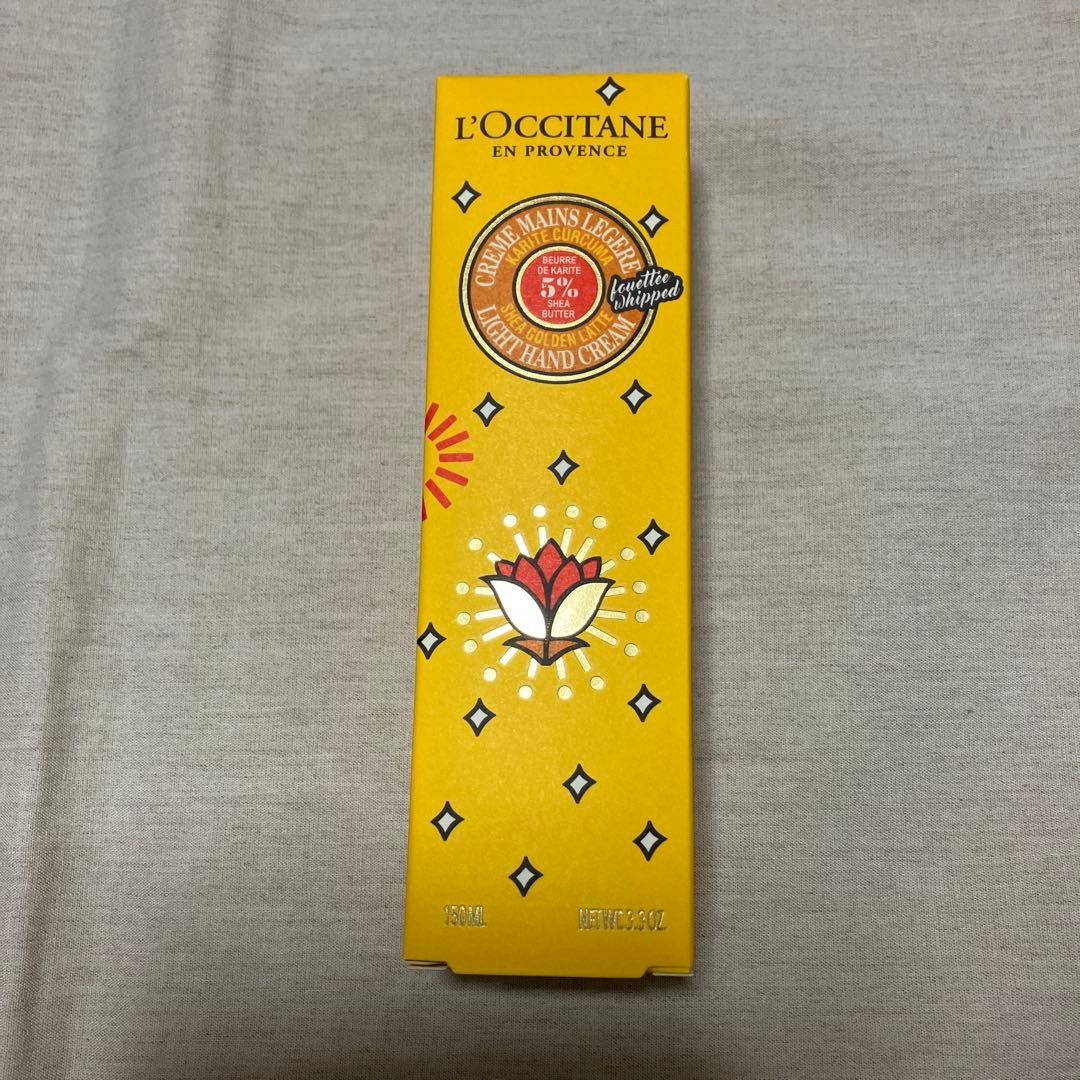 L'OCCITANE
EN PROVENCE
CREME MAINS LEGERE
KARITE CURCUMA
BEURRE
DE KARITE
5%
SHEA
BUTTER
SHEA GOLDEN LATTE
LIGHT HAND CREAM
fouettée
whipped
150 ML
NET WT. 3.3 OZ.